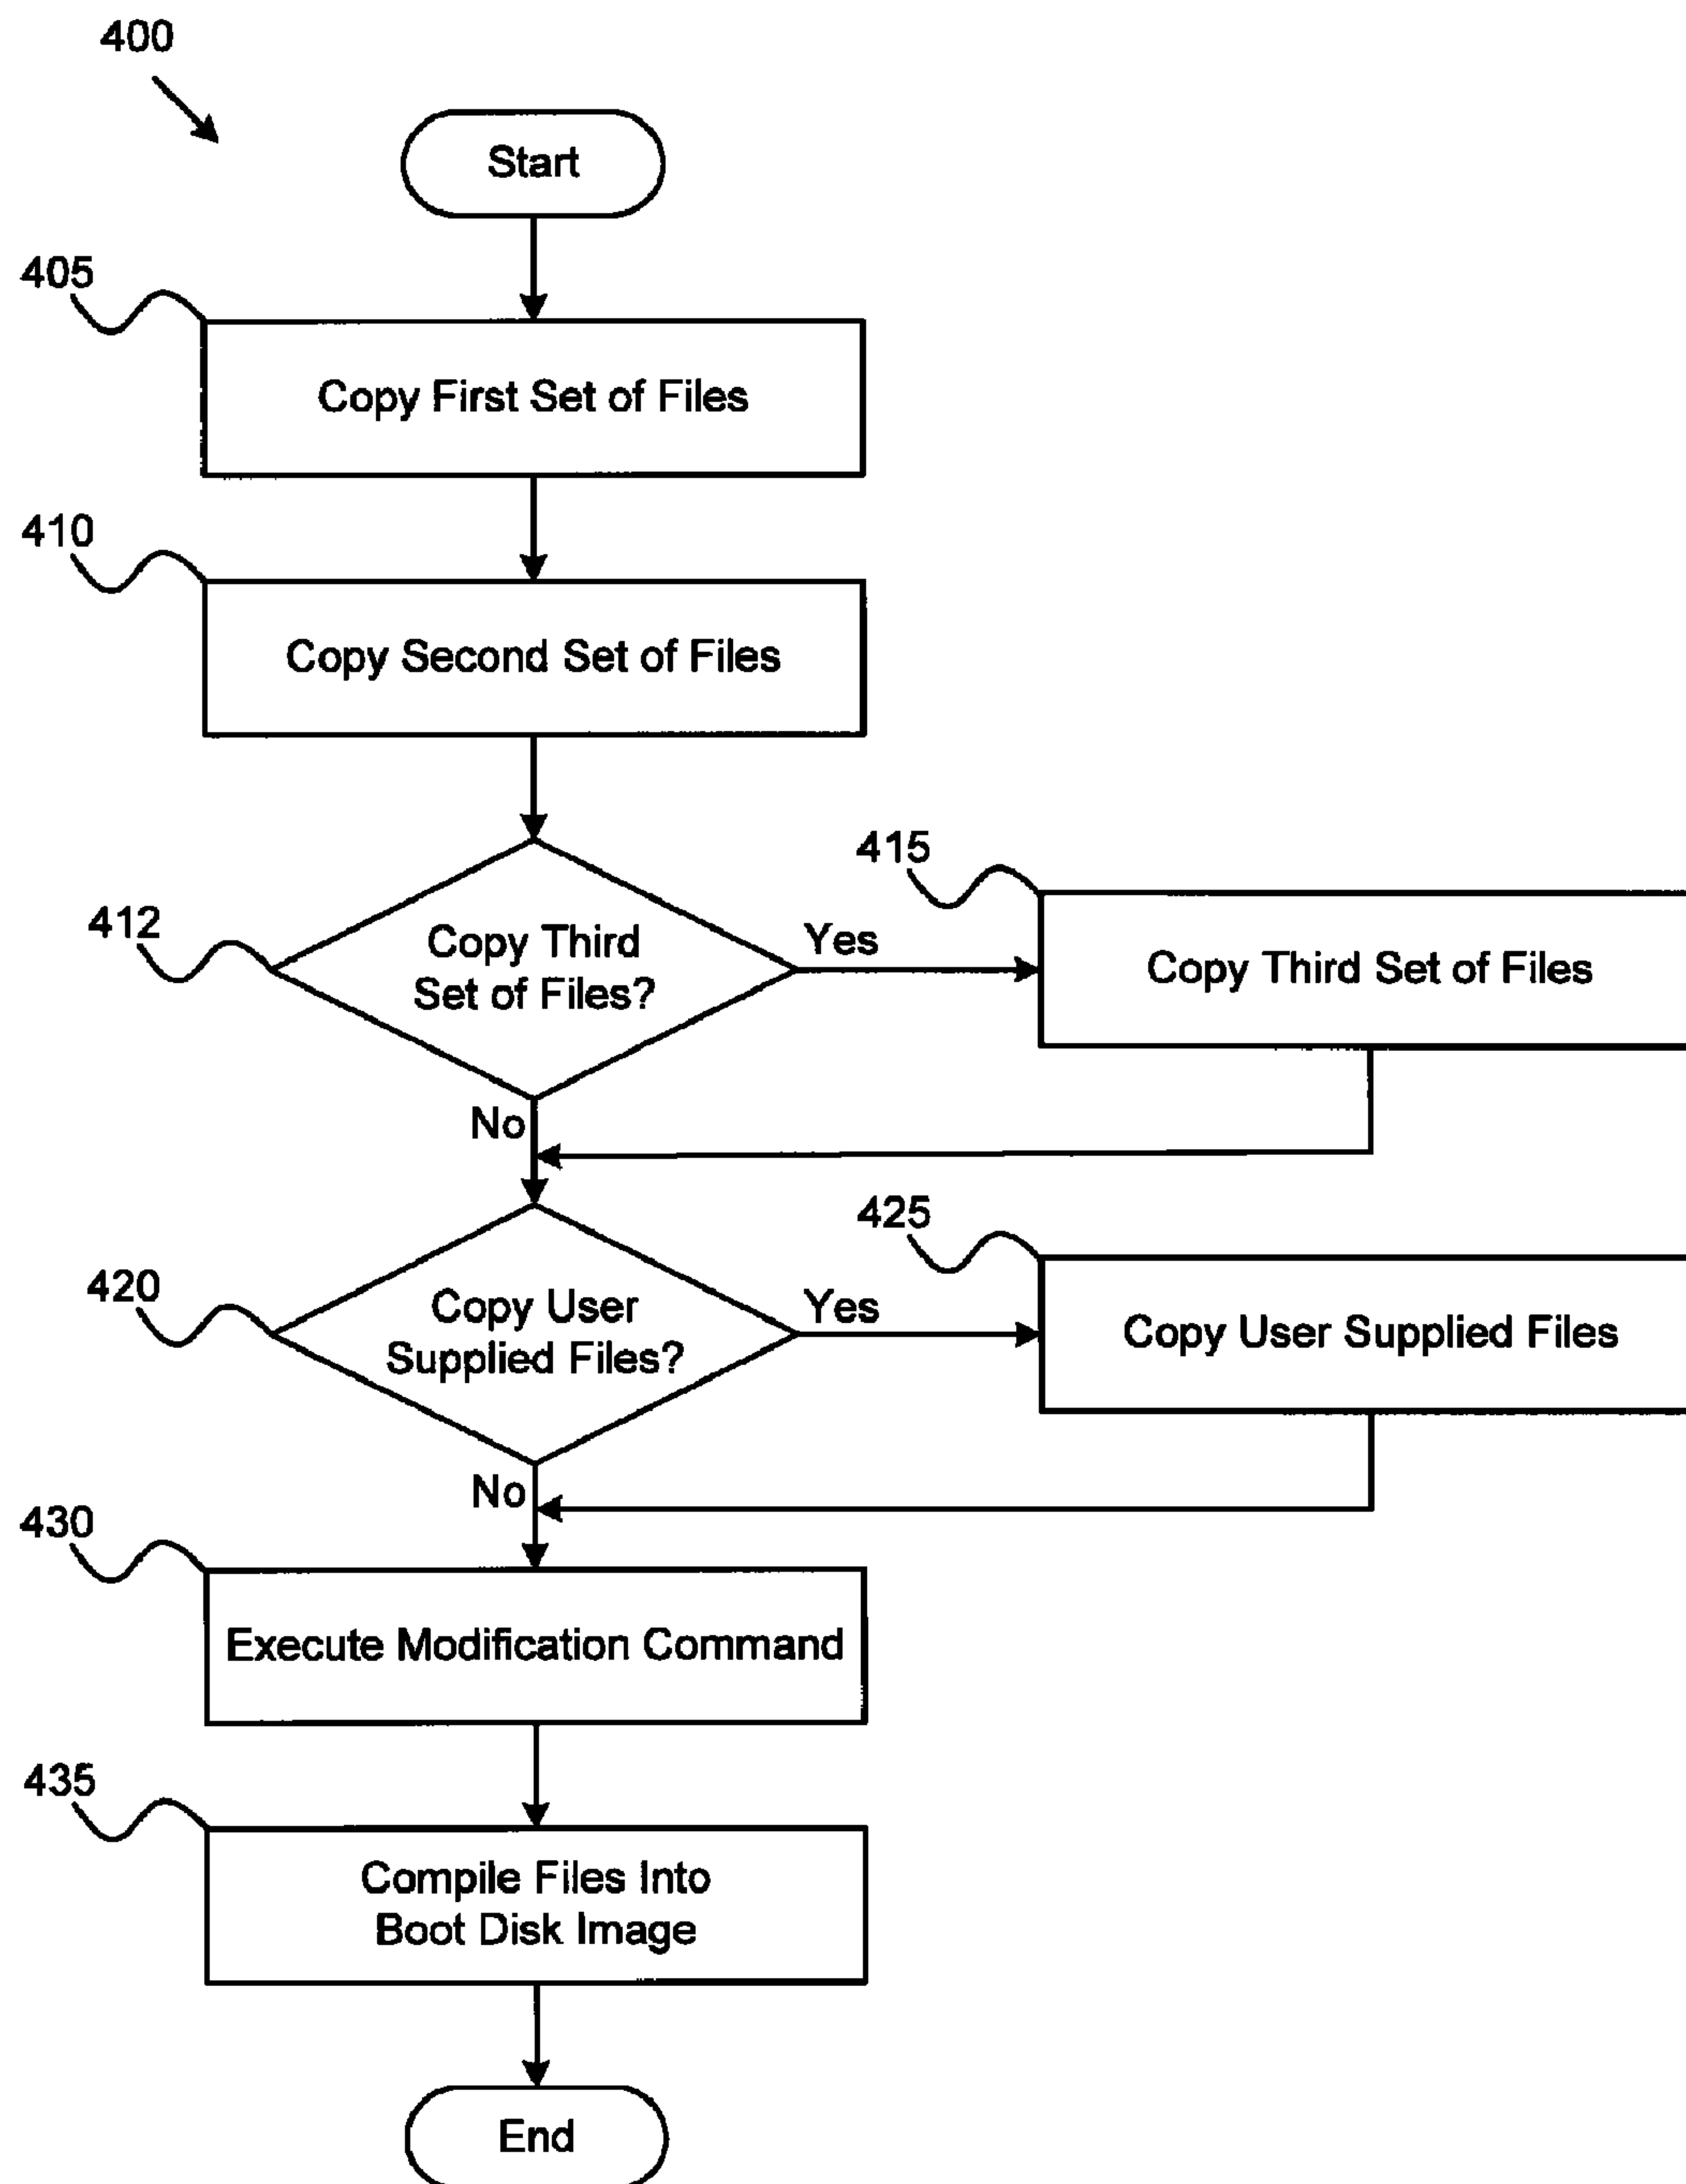 400
Start
405
Copy First Set of Files
410
Copy Second Set of Files
412
Copy Third
Set of Files?
Yes
415
Copy Third Set of Files
No
420
Copy User
Supplied Files?
Yes
425
Copy User Supplied Files
No
430
Execute Modification Command
435
Compile Files Into
Boot Disk Image
End